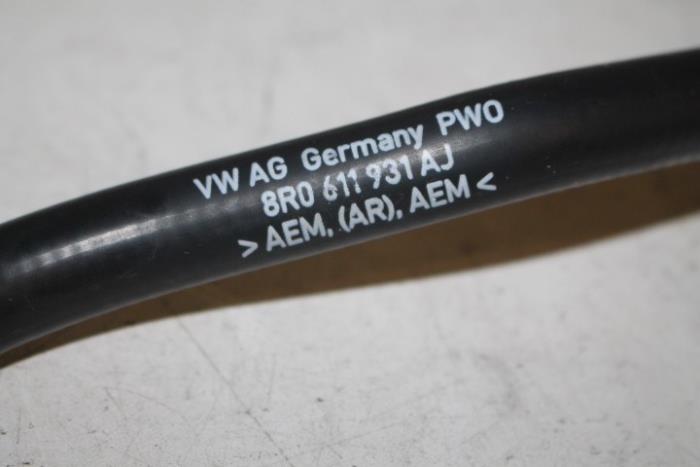 VW AG Germany PWO
8R0 611 931 AJ
>AEM, (AR), AEM<